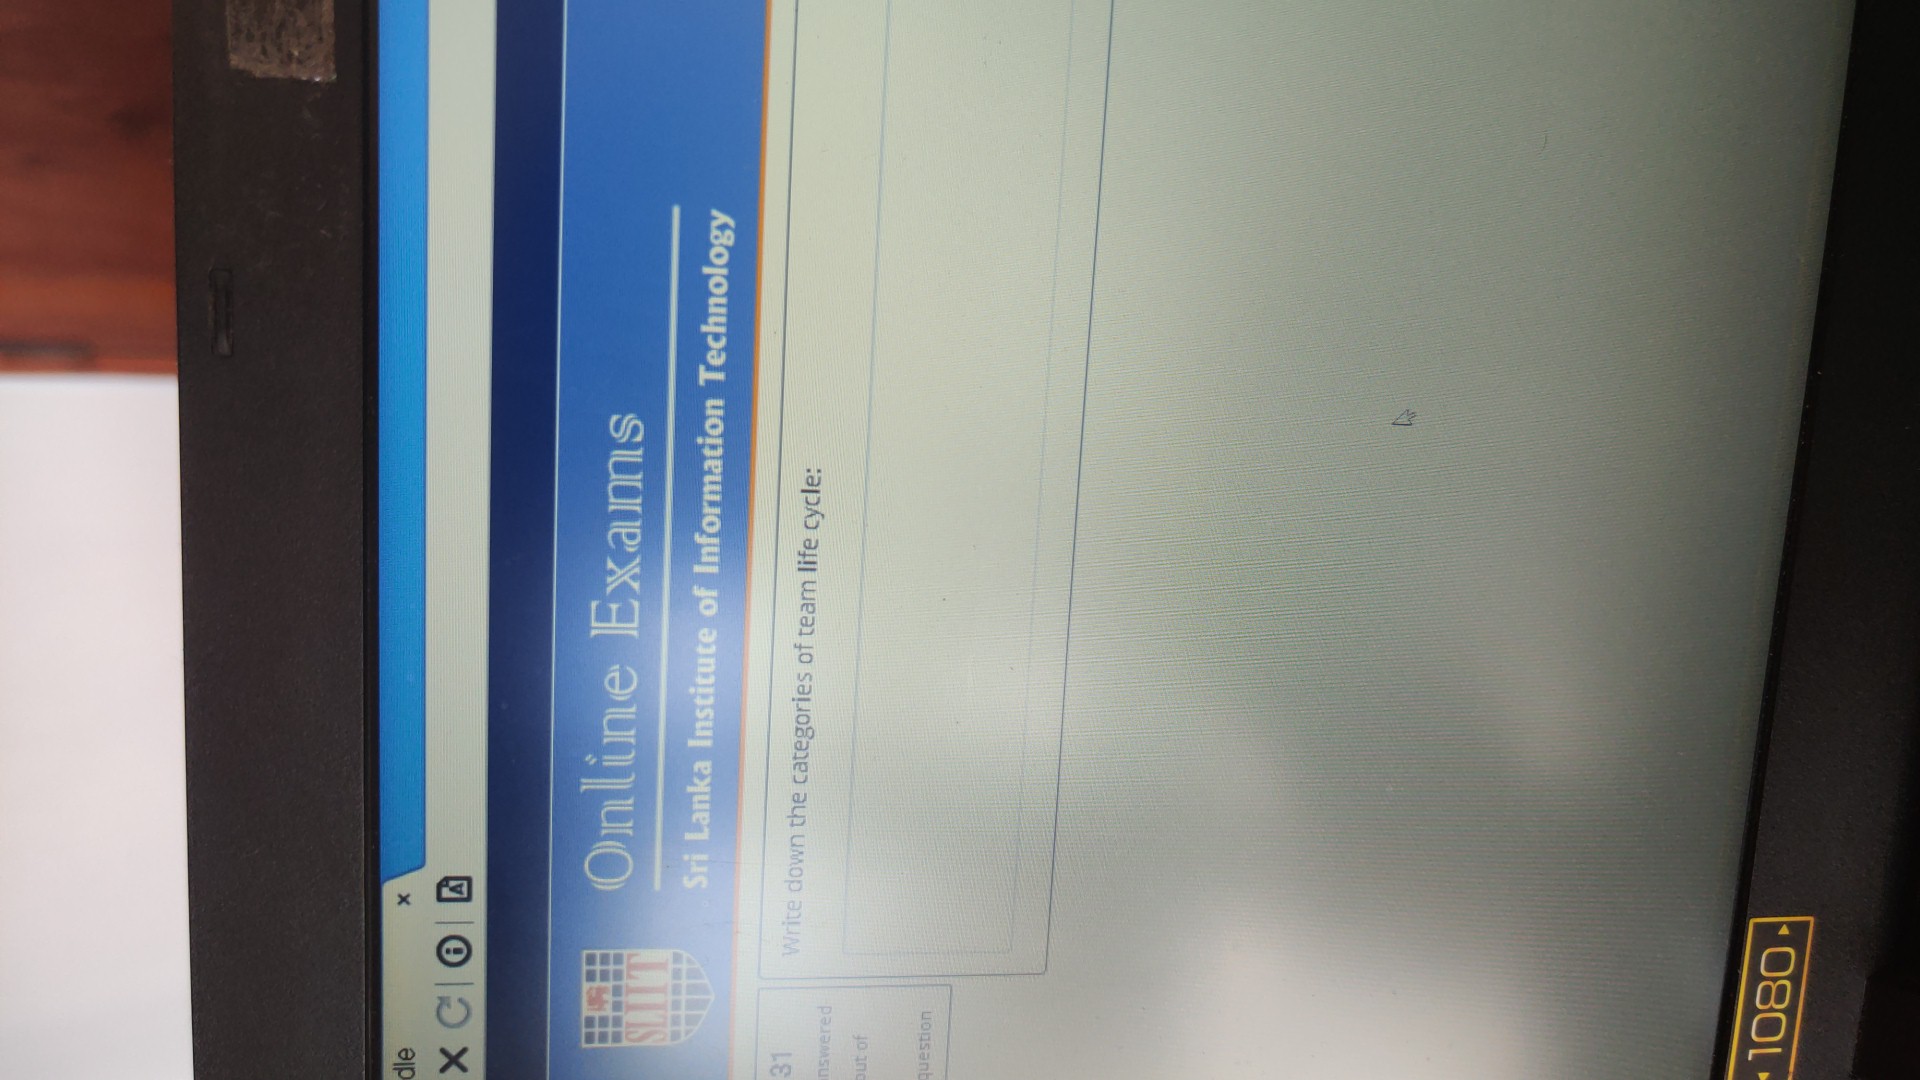 dle
Online Exams
SLIIT
Sri Lanka Institute of Information Technology
31
Write down the categories of team life cycle:
nswered
out of
question
1080